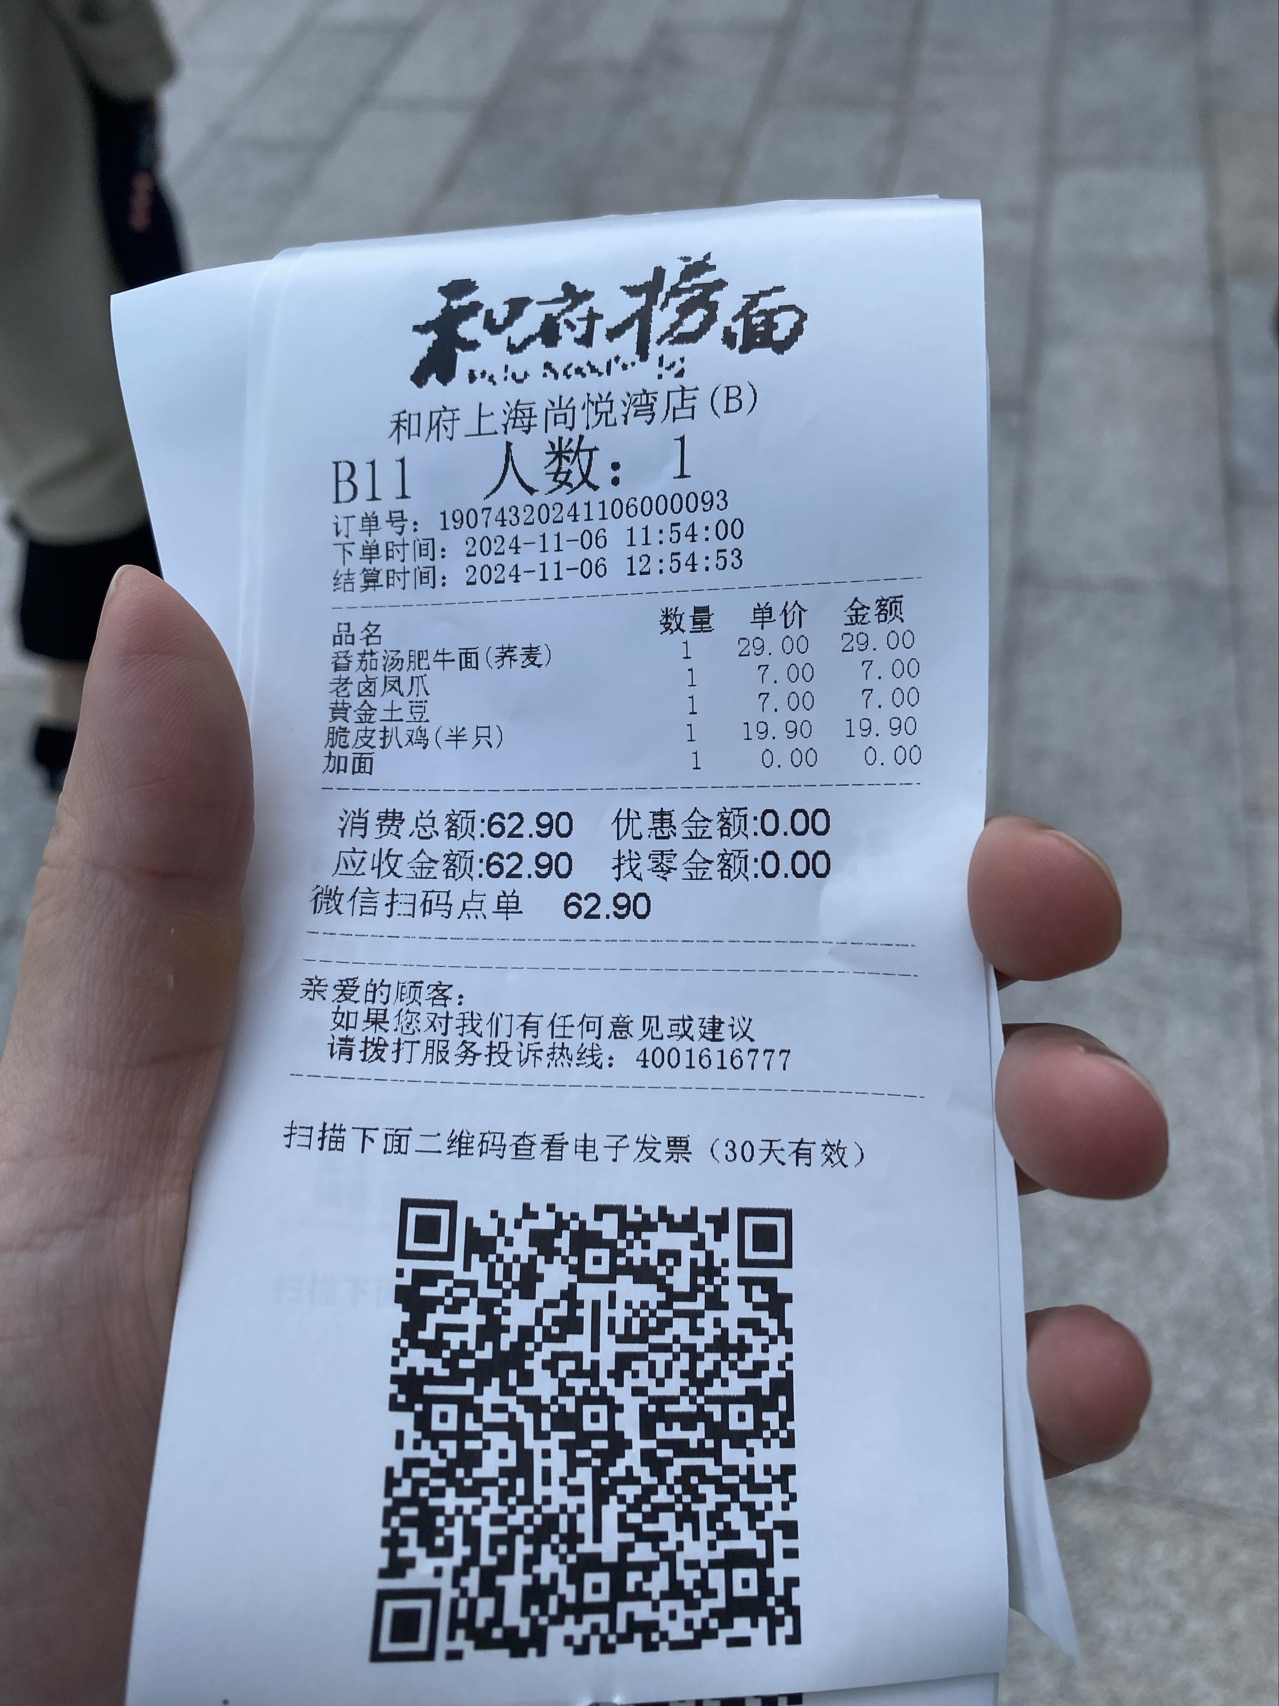 和府捞面
和府上海尚悦湾店(B)
B11 人数: 1
订单号: 19074320241106000093
下单时间: 2024-11-06 11:54:00
结算时间: 2024-11-06 12:54:53
品名 数量 单价 金额
番茄汤肥牛面(荞麦) 1 29.00 29.00
老卤凤爪 1 7.00 7.00
黄金土豆 1 7.00 7.00
脆皮扒鸡(半只) 1 19.90 19.90
加面 1 0.00 0.00
消费总额:62.90 优惠金额:0.00
应收金额:62.90 找零金额:0.00
微信扫码点单 62.90
亲爱的顾客:
如果您对我们有任何意见或建议
请拨打服务投诉热线: 4001616777
扫描下面二维码查看电子发票（30天有效）